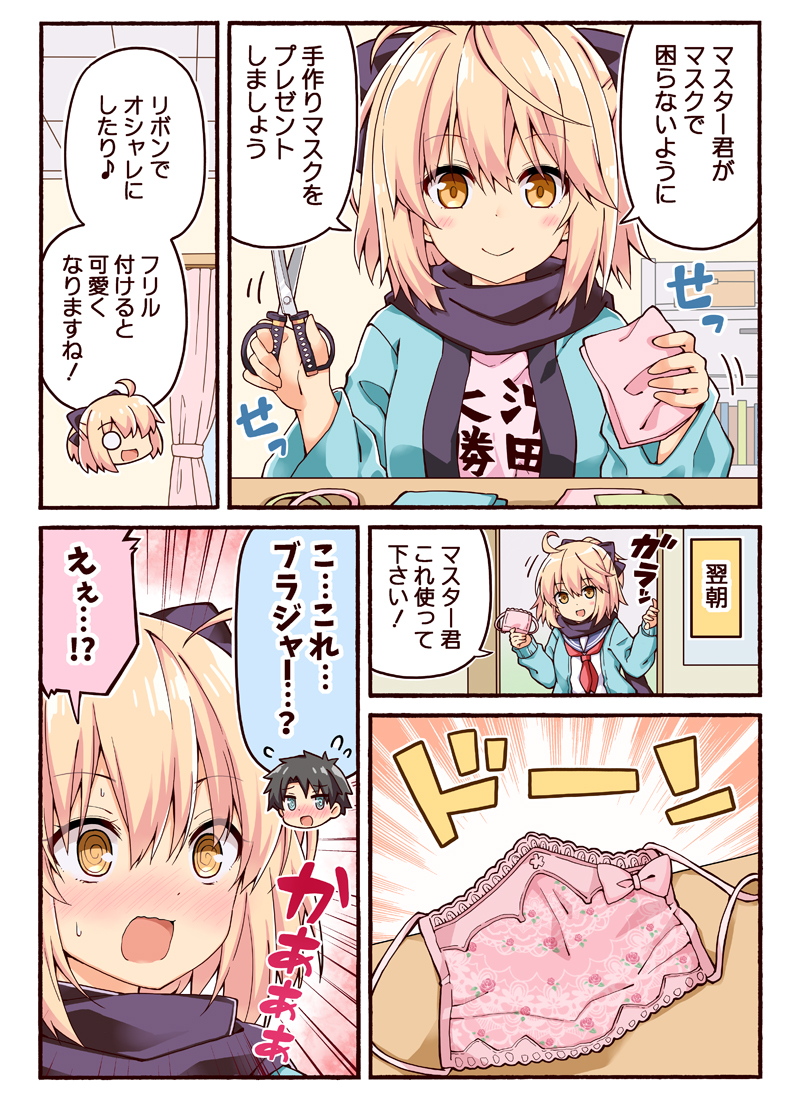 マスター君が
マスクで
困らないように
手作りマスクを
プレゼント
しましょう
せっ
せっ
沖田
大勝
リボンで
オシャレに
したり♪
フリル
付けると
可愛く
なりますね!
翌朝
ガラッ
マスター君
これ使って
下さい!
ドーン
こ…これ…
ブラジャー…?
えぇ…!?
かぁぁぁ